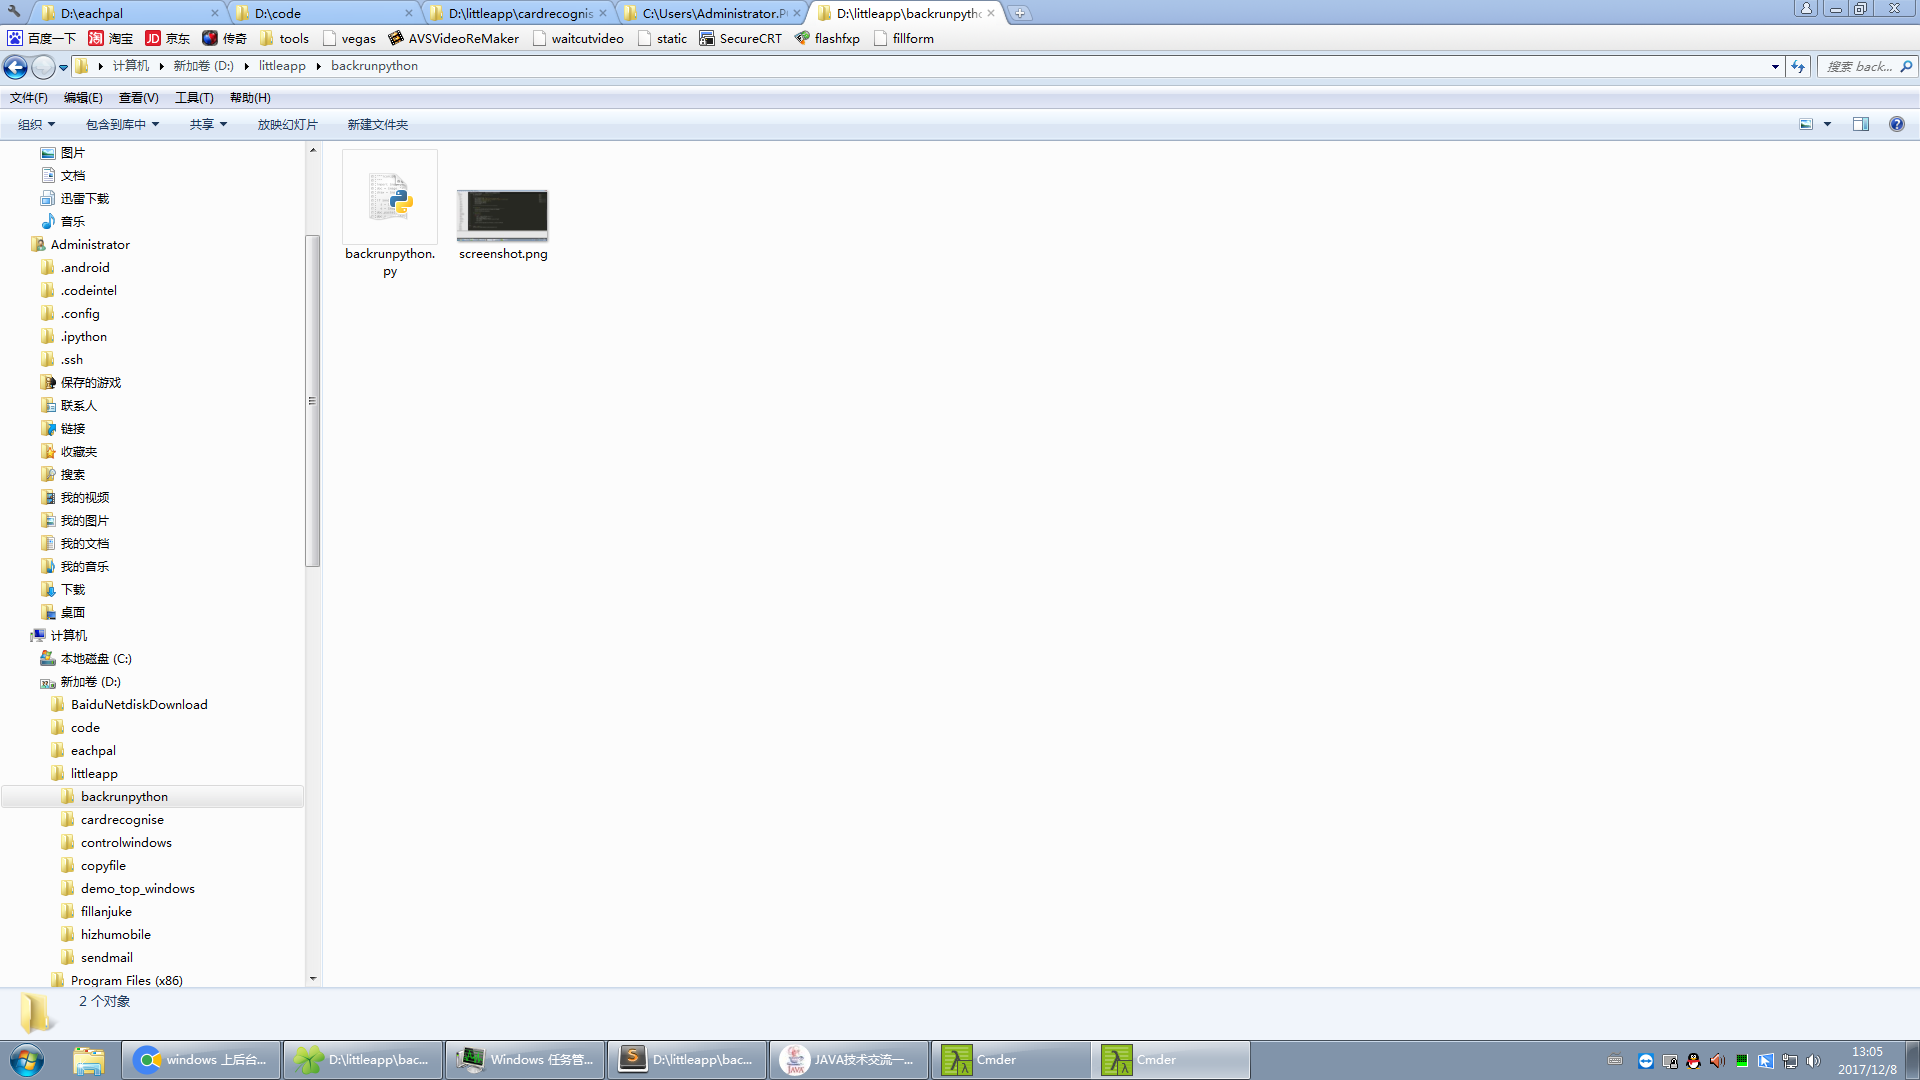 D:\eachpal
D:\code
D:\littleapp\cardrecognis
C:\Users\Administrator.P
D:\littleapp\backrunpyth
百度一下
淘宝
JD 京东
传奇
tools
vegas
AVSVideoReMaker
waitcutvideo
static
SecureCRT
flashfxp
fillform
计算机
新加卷 (D:)
littleapp
backrunpython
搜索 back...
文件(F)
编辑(E)
查看(V)
工具(T)
帮助(H)
组织
包含到库中
共享
放映幻灯片
新建文件夹
图片
文档
迅雷下载
音乐
Administrator
.android
.codeintel
.config
.ipython
.ssh
保存的游戏
联系人
链接
收藏夹
搜索
我的视频
我的图片
我的文档
我的音乐
下载
桌面
计算机
本地磁盘 (C:)
新加卷 (D:)
BaiduNetdiskDownload
code
eachpal
littleapp
backrunpython
cardrecognise
controlwindows
copyfile
demo_top_windows
fillanjuke
hizhumobile
sendmail
Program Files (x86)
backrunpython.
py
screenshot.png
2 个对象
windows 上后台...
D:\littleapp\bac...
Windows 任务管...
D:\littleapp\bac...
JAVA技术交流一...
Cmder
Cmder
13:05
2017/12/8